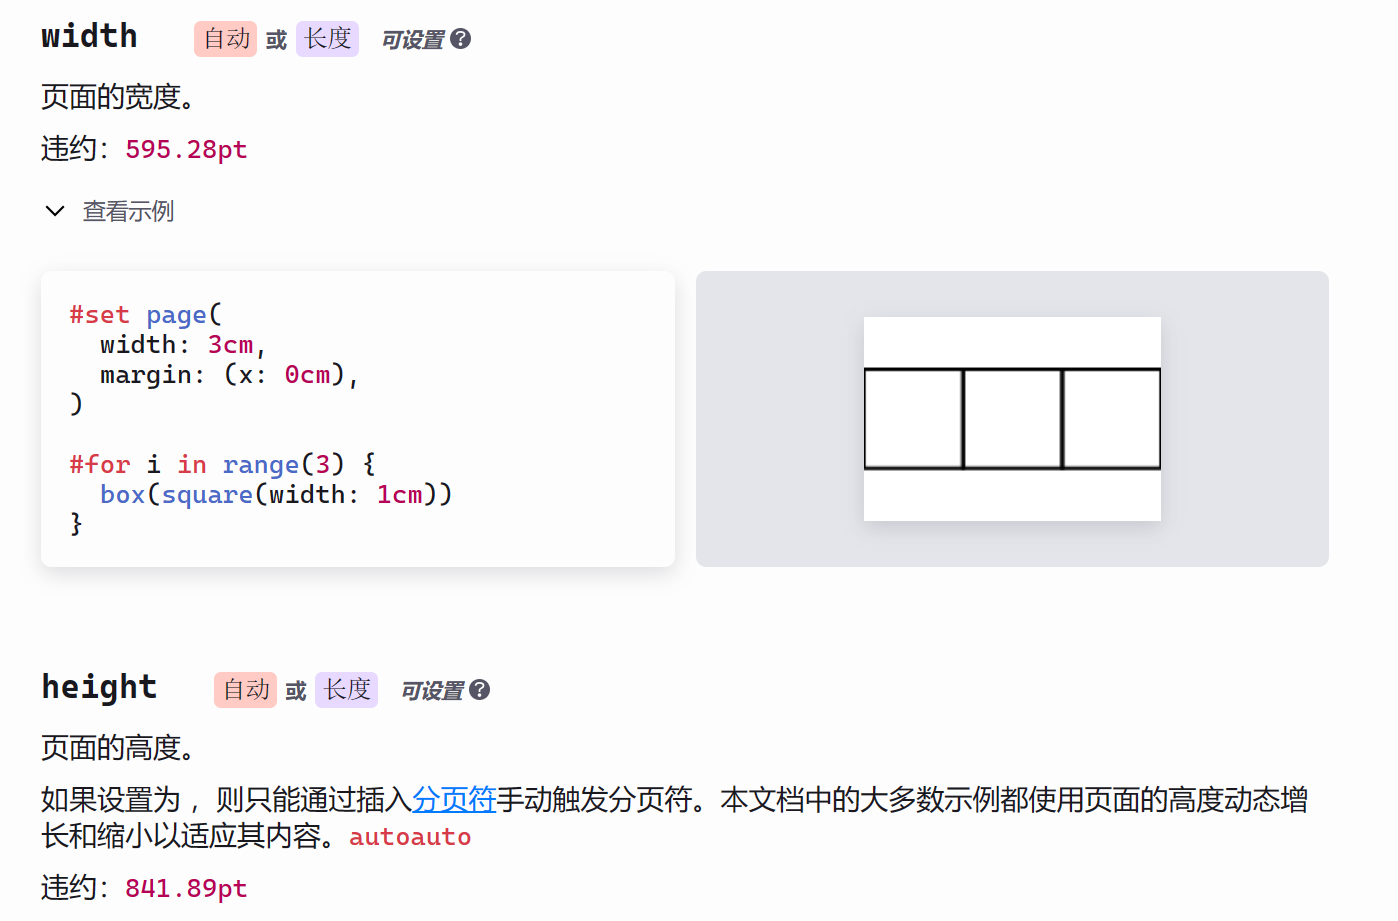 width 自动 或 长度 可设置 ?
页面的宽度。
违约：595.28pt
查看示例
#set page(
  width: 3cm,
  margin: (x: 0cm),
)
#for i in range(3) {
  box(square(width: 1cm))
}
height 自动 或 长度 可设置 ?
页面的高度。
如果设置为 ，则只能通过插入分页符手动触发分页符。本文档中的大多数示例都使用页面的高度动态增
长和缩小以适应其内容。autoauto
违约：841.89pt